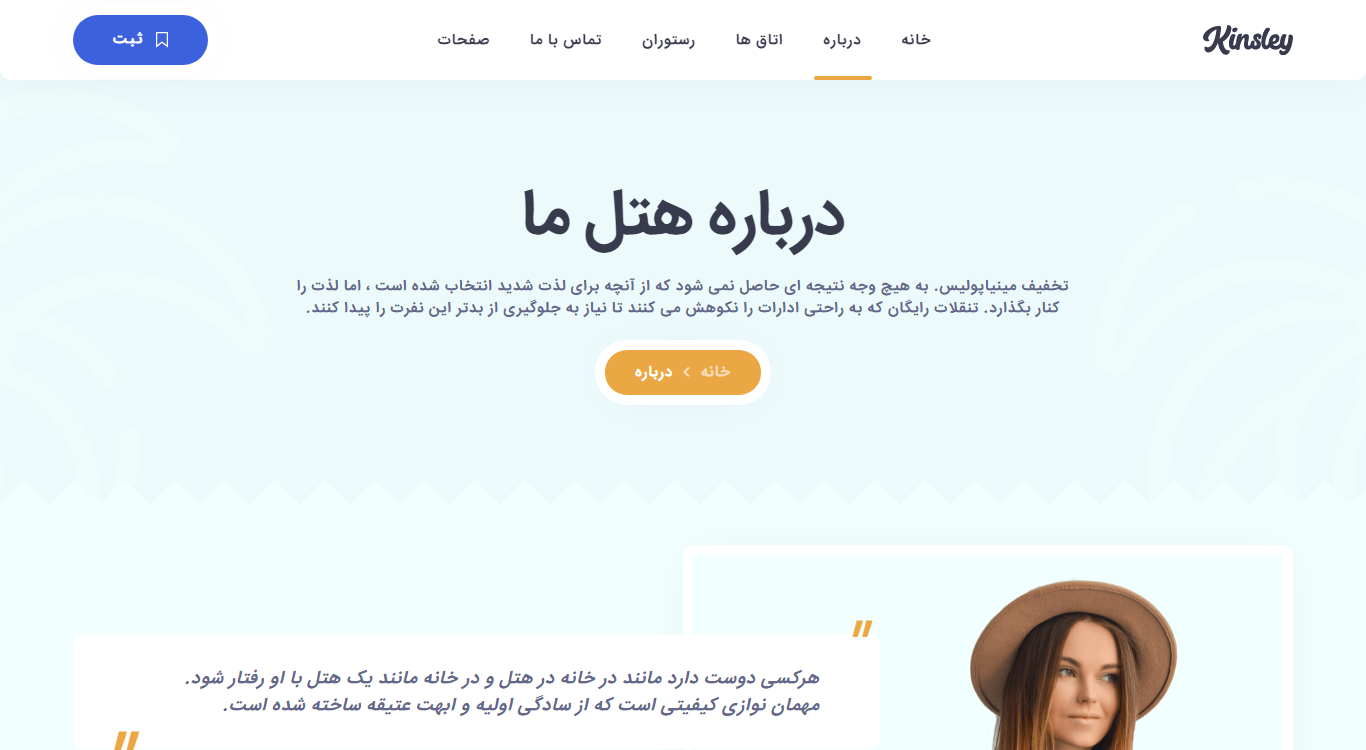 Kinsley
خانه
درباره
اتاق ها
رستوران
تماس با ما
صفحات
ثبت
درباره هتل ما
تخفیف مینیاپولیس. به هیچ وجه نتیجه ای حاصل نمی شود که از آنچه برای لذت شدید انتخاب شده است ، اما لذت را
کنار بگذارد. تنقلات رایگان که به راحتی ادارات را نکوهش می کنند تا نیاز به جلوگیری از بدتر این نفرت را پیدا کنند.
خانه > درباره
هرکسی دوست دارد مانند در خانه در هتل و در خانه مانند یک هتل با او رفتار شود.
مهمان نوازی کیفیتی است که از سادگی اولیه و ابهت عتیقه ساخته شده است.